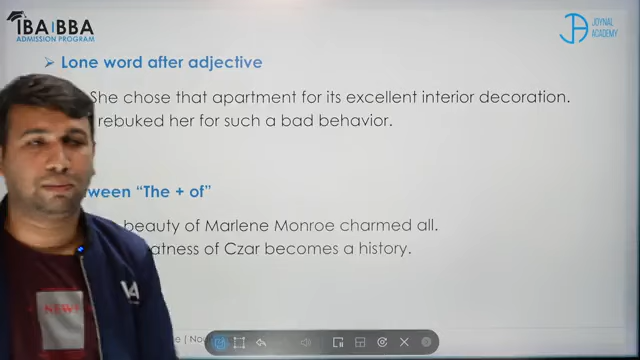 IBA|BBA
ADMISSION PROGRAM
JOYNAL
ACADEMY
➢ Lone word after adjective
She chose that apartment for its excellent interior decoration.
rebuked her for such a bad behavior.
ween "The + of"
beauty of Marlene Monroe charmed all.
atness of Czar becomes a history.
NEW